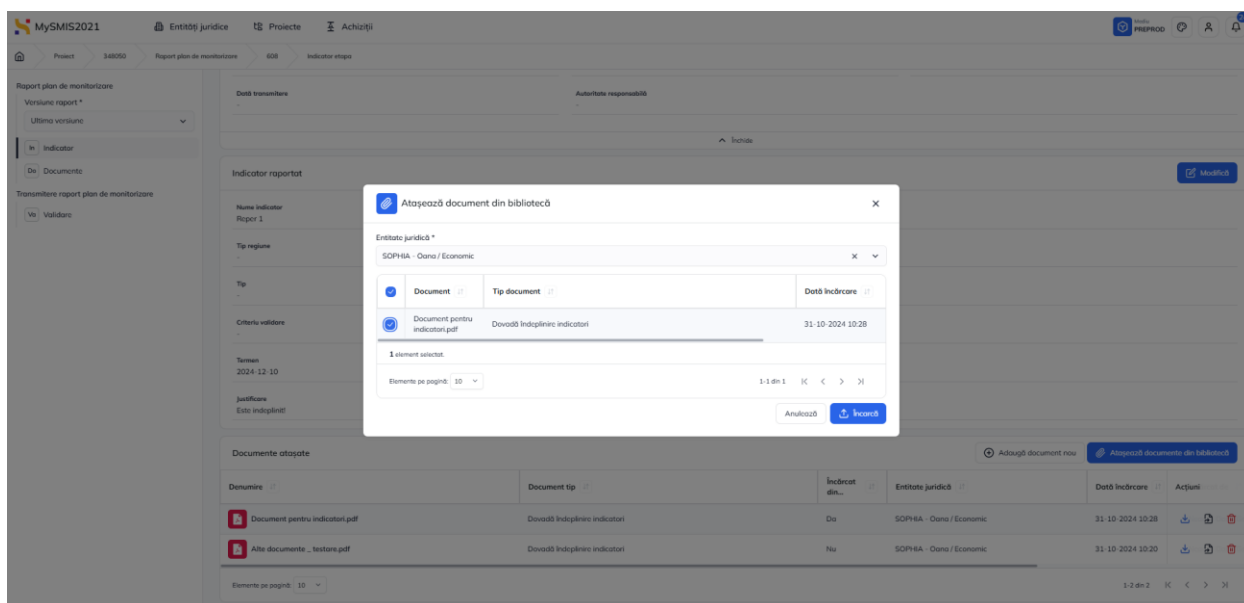 MySMIS2021
Entități juridice
Proiecte
Achiziții
Mediu
PREPROD
Proiect
348050
Raport plan de monitorizare
608
Indicator etapa
Raport plan de monitorizare
Versiune raport *
Ultima versiune
In Indicator
Do Documente
Transmitere raport plan de monitorizare
Va Validare
Dată transmitere
-
Autoritate responsabilă
-
Închide
Indicator raportat
Modifică
Nume indicator
Reper 1
Tip regiune
-
Tip
-
Criteriu validare
-
Termen
2024-12-10
Justificare
Este indeplinit!
Atașează document din bibliotecă
Entitate juridică *
SOPHIA - Oana / Economic
Document
Tip document
Dată încărcare
Document pentru
indicatori.pdf
Dovadă îndeplinire indicatori
31-10-2024 10:28
1 element selectat.
Elemente pe pagină: 10
1-1 din 1
Anulează
Încarcă
Documente atașate
Adaugă document nou
Atașează documente din bibliotecă
Denumire
Document tip
Încărcat
din...
Entitate juridică
Dată încărcare
Acțiuni
Document pentru indicatori.pdf
Dovadă îndeplinire indicatori
Da
SOPHIA - Oana / Economic
31-10-2024 10:28
Alte documente _ testare.pdf
Dovadă îndeplinire indicatori
Nu
SOPHIA - Oana / Economic
31-10-2024 10:20
Elemente pe pagină: 10
1-2 din 2